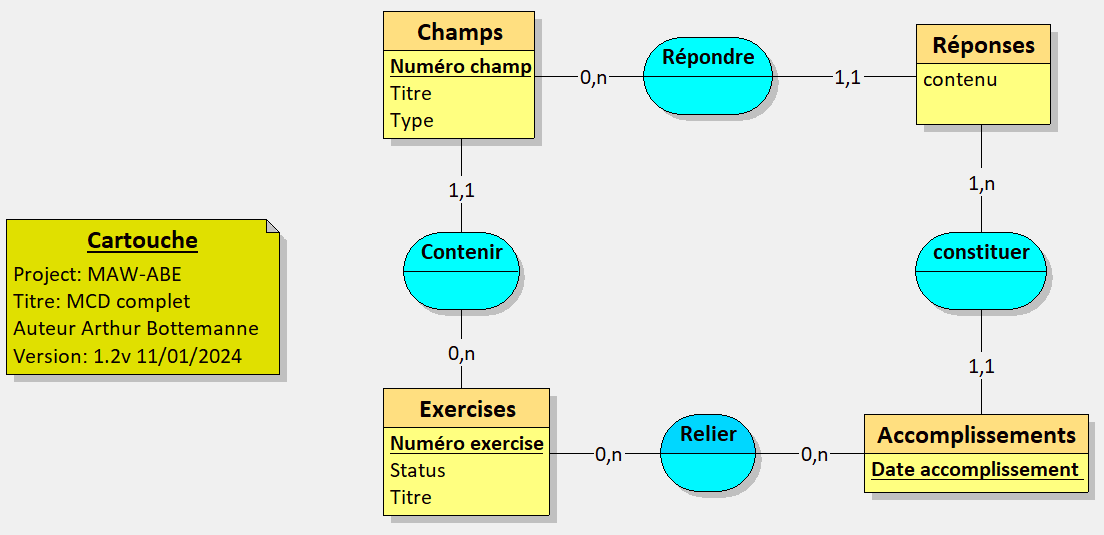 Champs
Numéro champ
Titre
Type
0,n
Répondre
1,1
Réponses
contenu
1,1
1,n
Contenir
constituer
Cartouche
Project: MAW-ABE
Titre: MCD complet
Auteur Arthur Bottemanne
Version: 1.2v 11/01/2024
0,n
1,1
Exercises
Numéro exercise
Status
Titre
0,n
Relier
0,n
Accomplissements
Date accomplissement